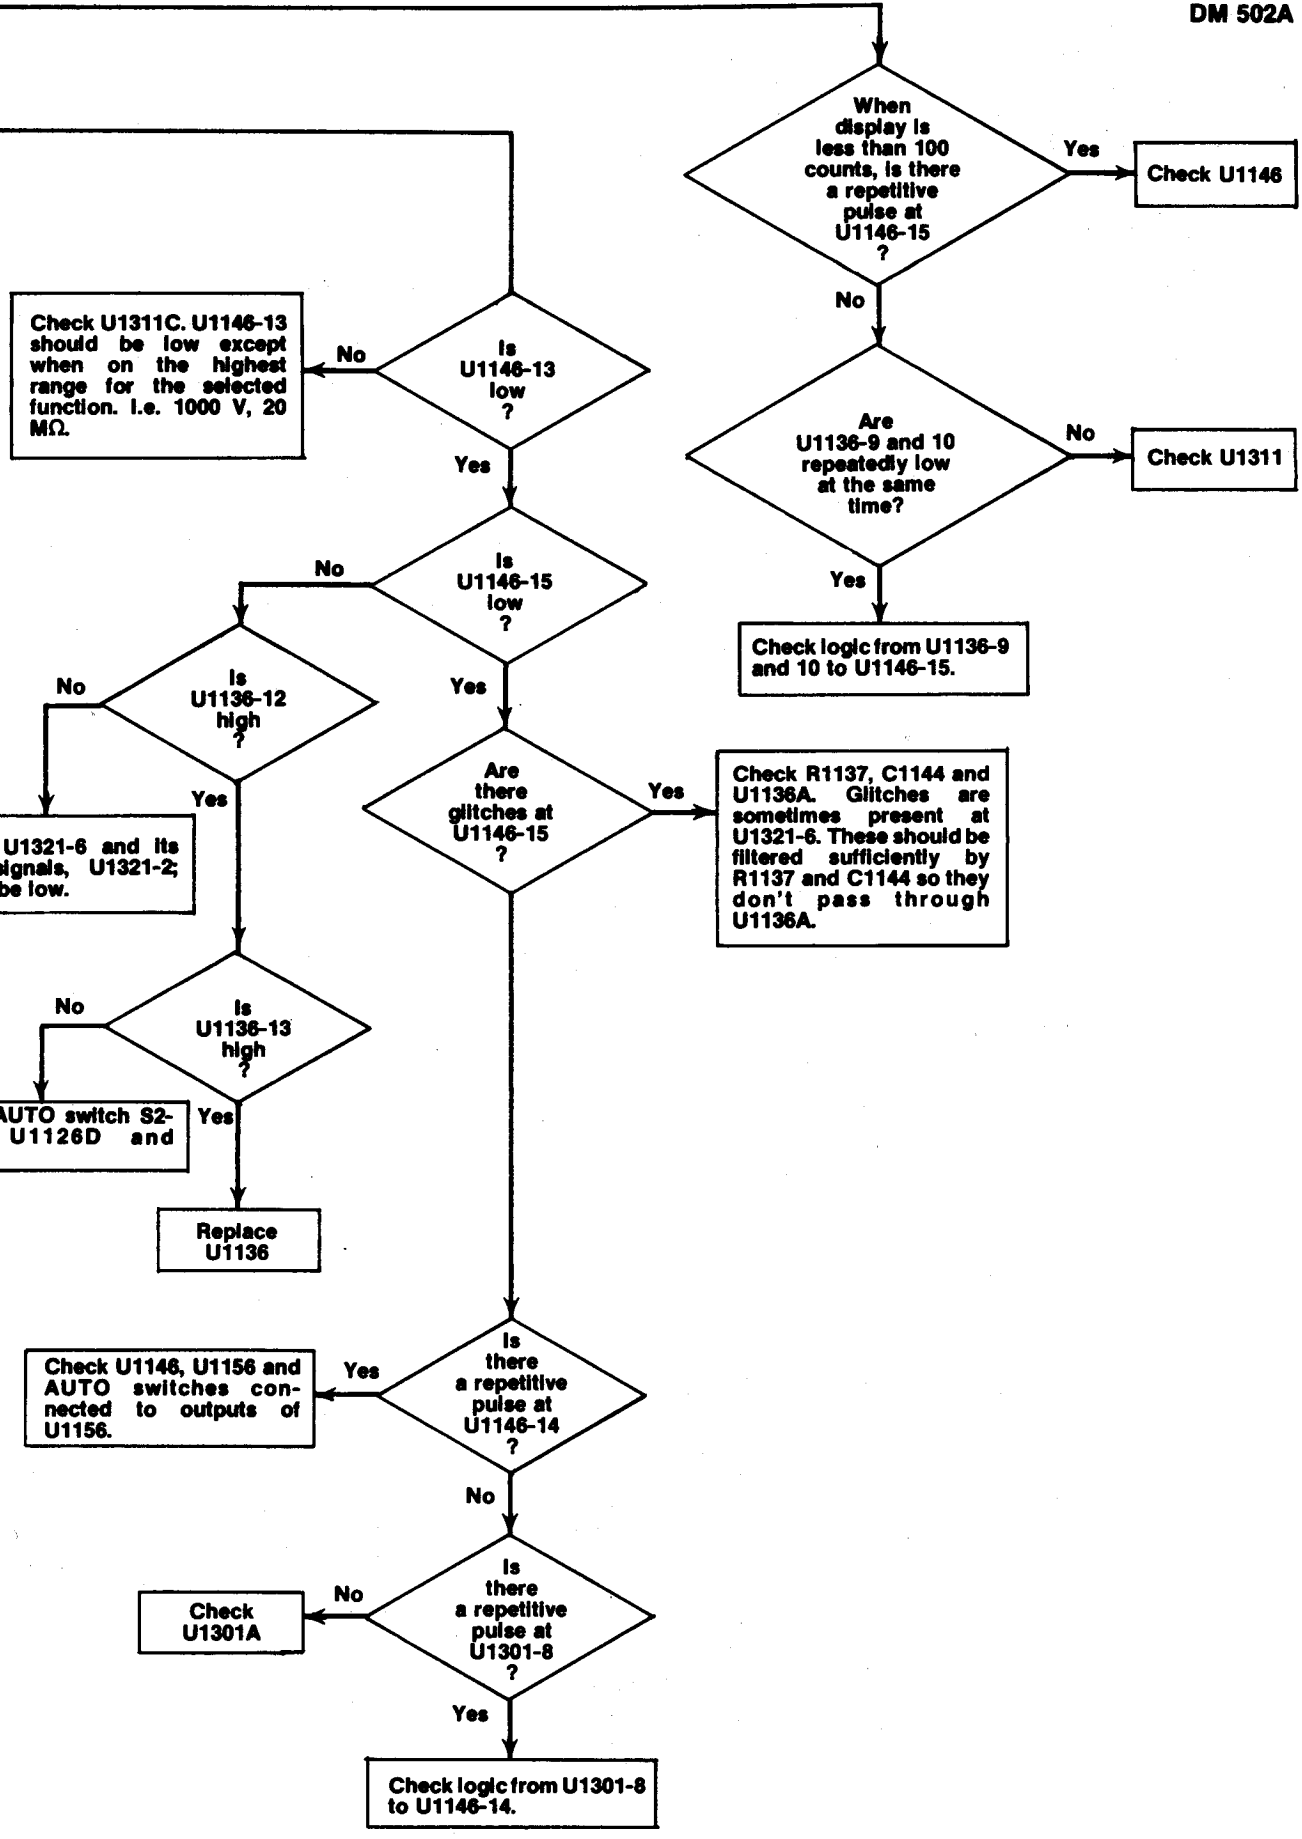 DM 502A
When
display is
less than 100
counts, is there
a repetitive
pulse at
U1146-15
?
Yes
Check U1146
No
Are
U1136-9 and 10
repeatedly low
at the same
time?
No
Check U1311
Yes
Check logic from U1136-9
and 10 to U1146-15.
Check U1311C. U1146-13
should be low except
when on the highest
range for the selected
function. I.e. 1000 V, 20
MΩ.
No
Is
U1146-13
low
?
Yes
Is
U1146-15
low
?
No
Is
U1136-12
high
?
No
U1321-6 and its
signals, U1321-2;
be low.
Yes
Is
U1136-13
high
?
No
AUTO switch S2-
U1126D and
Yes
Replace
U1136
Yes
Are
there
glitches at
U1146-15
?
Yes
Check R1137, C1144 and
U1136A. Glitches are
sometimes present at
U1321-6. These should be
filtered sufficiently by
R1137 and C1144 so they
don't pass through
U1136A.
Is
there
a repetitive
pulse at
U1146-14
?
Yes
Check U1146, U1156 and
AUTO switches con-
nected to outputs of
U1156.
No
Is
there
a repetitive
pulse at
U1301-8
?
No
Check
U1301A
Yes
Check logic from U1301-8
to U1146-14.